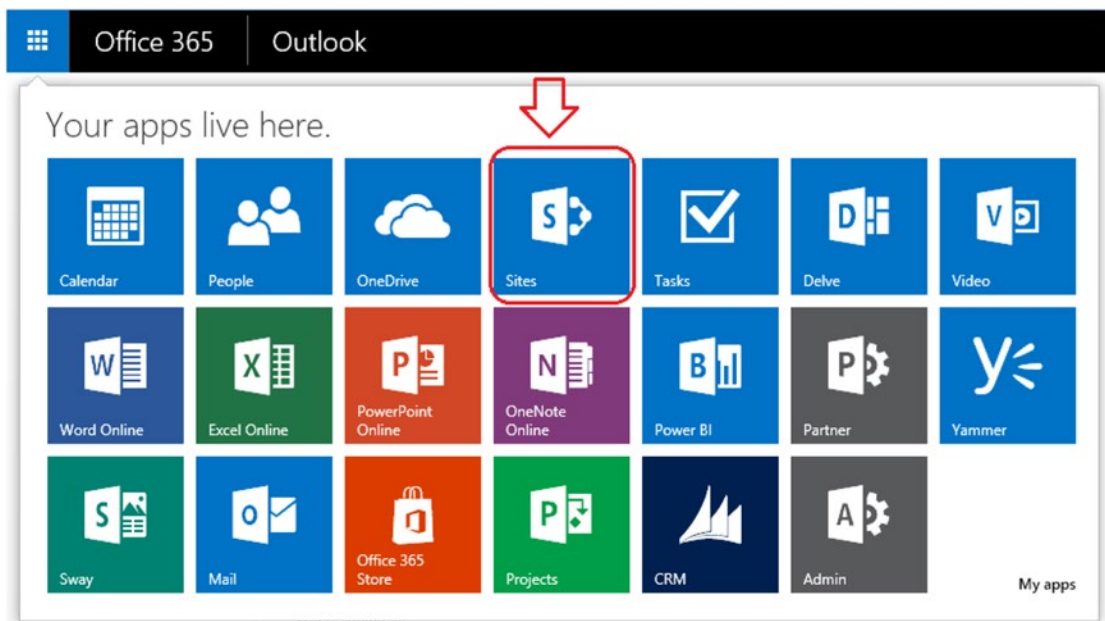 Office 365
Outlook
Your apps live here.
Calendar
People
OneDrive
S
Sites
Tasks
D
Delve
V
Video
W
Word Online
X
Excel Online
P
PowerPoint
Online
N
OneNote
Online
B
Power BI
P
Partner
y
Yammer
S
Sway
o
Mail
Office 365
Store
P
Projects
CRM
A
Admin
My apps